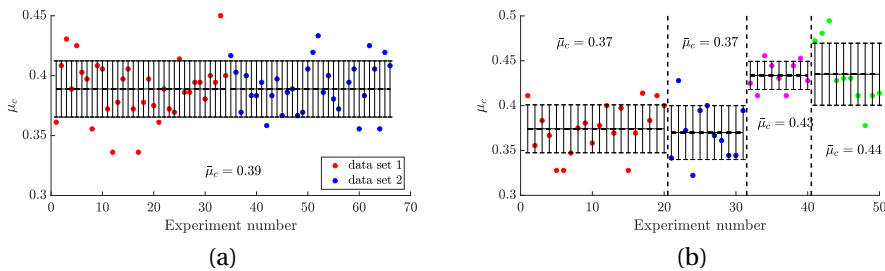 0.45
0.4
0.35
0.3
μc
μ̄c = 0.39
data set 1
data set 2
0 10 20 30 40 50 60 70
Experiment number
(a)
0.5
0.45
0.4
0.35
0.3
μc
μ̄c = 0.37
μ̄c = 0.37
μ̄c = 0.43
μ̄c = 0.44
0 10 20 30 40 50
Experiment number
(b)